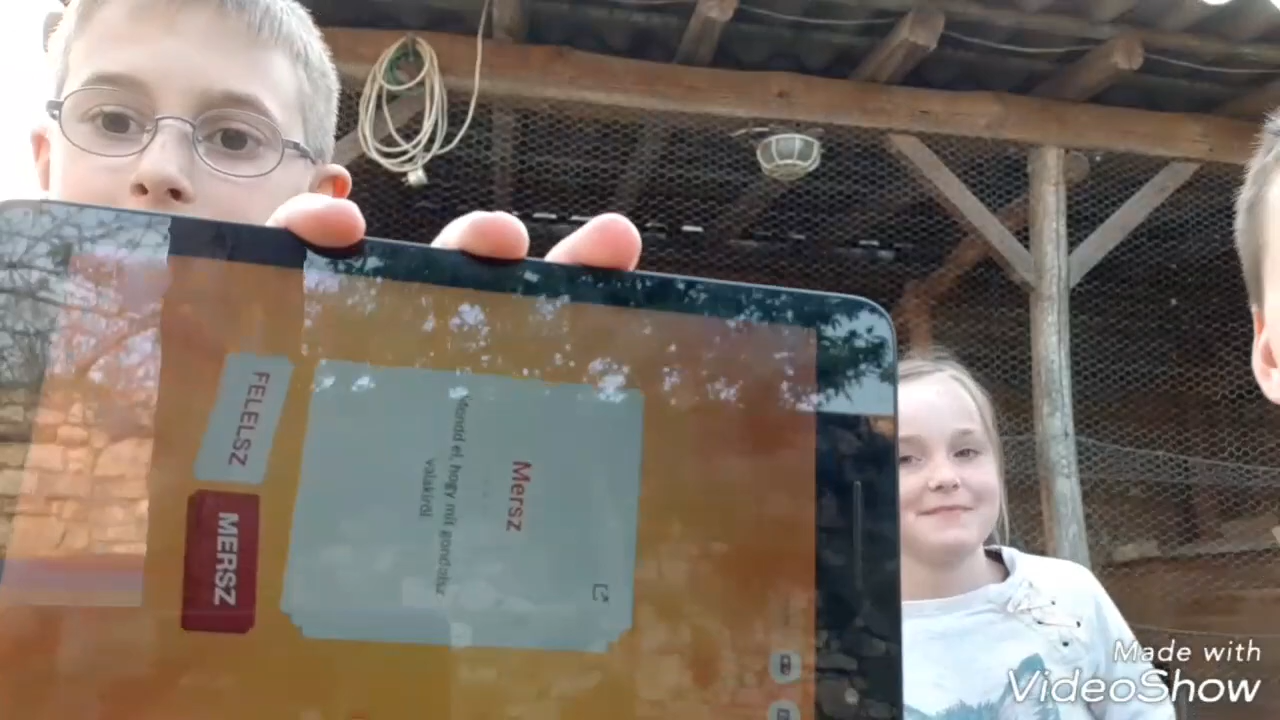 Mersz
Mondd el, hogy mit gondolsz
valakiről
FELELSZ
MERSZ
Made with
VideoShow